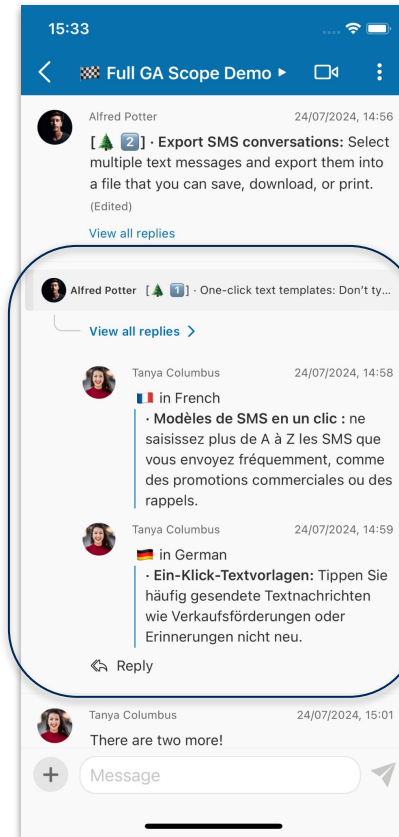 15:33
🏁 Full GA Scope Demo ▸
Alfred Potter 24/07/2024, 14:56
[🌲 2️⃣] · Export SMS conversations: Select
multiple text messages and export them into
a file that you can save, download, or print.
(Edited)
View all replies
Alfred Potter [🌲 1️⃣] · One-click text templates: Don't ty...
View all replies >
Tanya Columbus 24/07/2024, 14:58
🇫🇷 in French
· Modèles de SMS en un clic : ne
saisissez plus de A à Z les SMS que
vous envoyez fréquemment, comme
des promotions commerciales ou des
rappels.
Tanya Columbus 24/07/2024, 14:59
🇩🇪 in German
· Ein-Klick-Textvorlagen: Tippen Sie
häufig gesendete Textnachrichten
wie Verkaufsförderungen oder
Erinnerungen nicht neu.
Reply
Tanya Columbus 24/07/2024, 15:01
There are two more!
Message